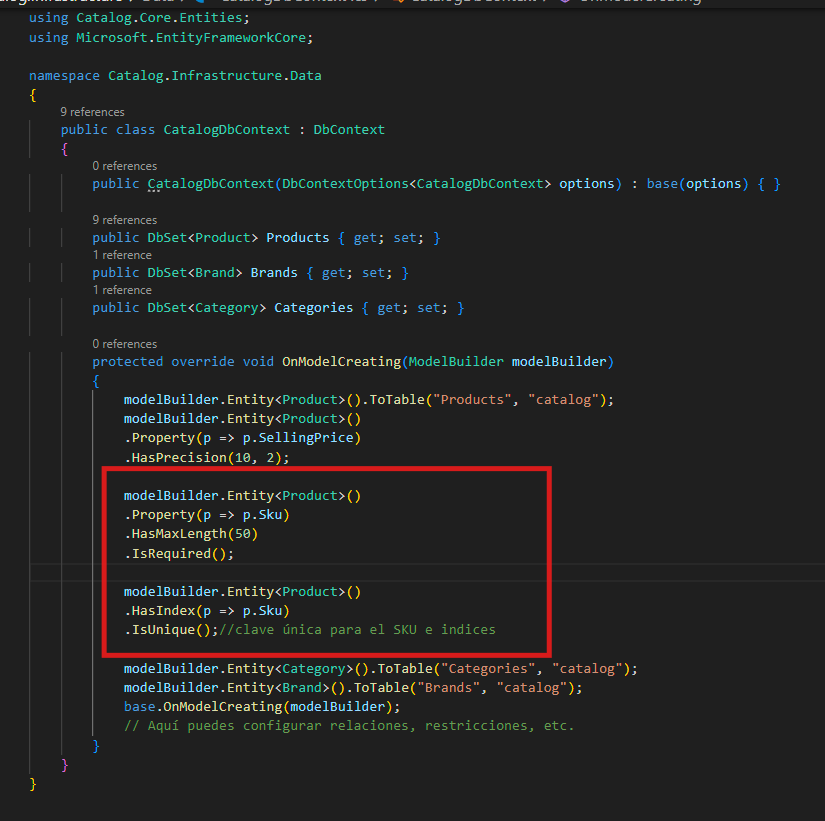 using Catalog.Core.Entities;
using Microsoft.EntityFrameworkCore;
namespace Catalog.Infrastructure.Data
{
9 references
public class CatalogDbContext : DbContext
{
0 references
public CatalogDbContext(DbContextOptions<CatalogDbContext> options) : base(options) { }
9 references
public DbSet<Product> Products { get; set; }
1 reference
public DbSet<Brand> Brands { get; set; }
1 reference
public DbSet<Category> Categories { get; set; }
0 references
protected override void OnModelCreating(ModelBuilder modelBuilder)
{
modelBuilder.Entity<Product>().ToTable("Products", "catalog");
modelBuilder.Entity<Product>()
.Property(p => p.SellingPrice)
.HasPrecision(10, 2);
modelBuilder.Entity<Product>()
.Property(p => p.Sku)
.HasMaxLength(50)
.IsRequired();
modelBuilder.Entity<Product>()
.HasIndex(p => p.Sku)
.IsUnique();//clave única para el SKU e indices
modelBuilder.Entity<Category>().ToTable("Categories", "catalog");
modelBuilder.Entity<Brand>().ToTable("Brands", "catalog");
base.OnModelCreating(modelBuilder);
// Aquí puedes configurar relaciones, restricciones, etc.
}
}
}